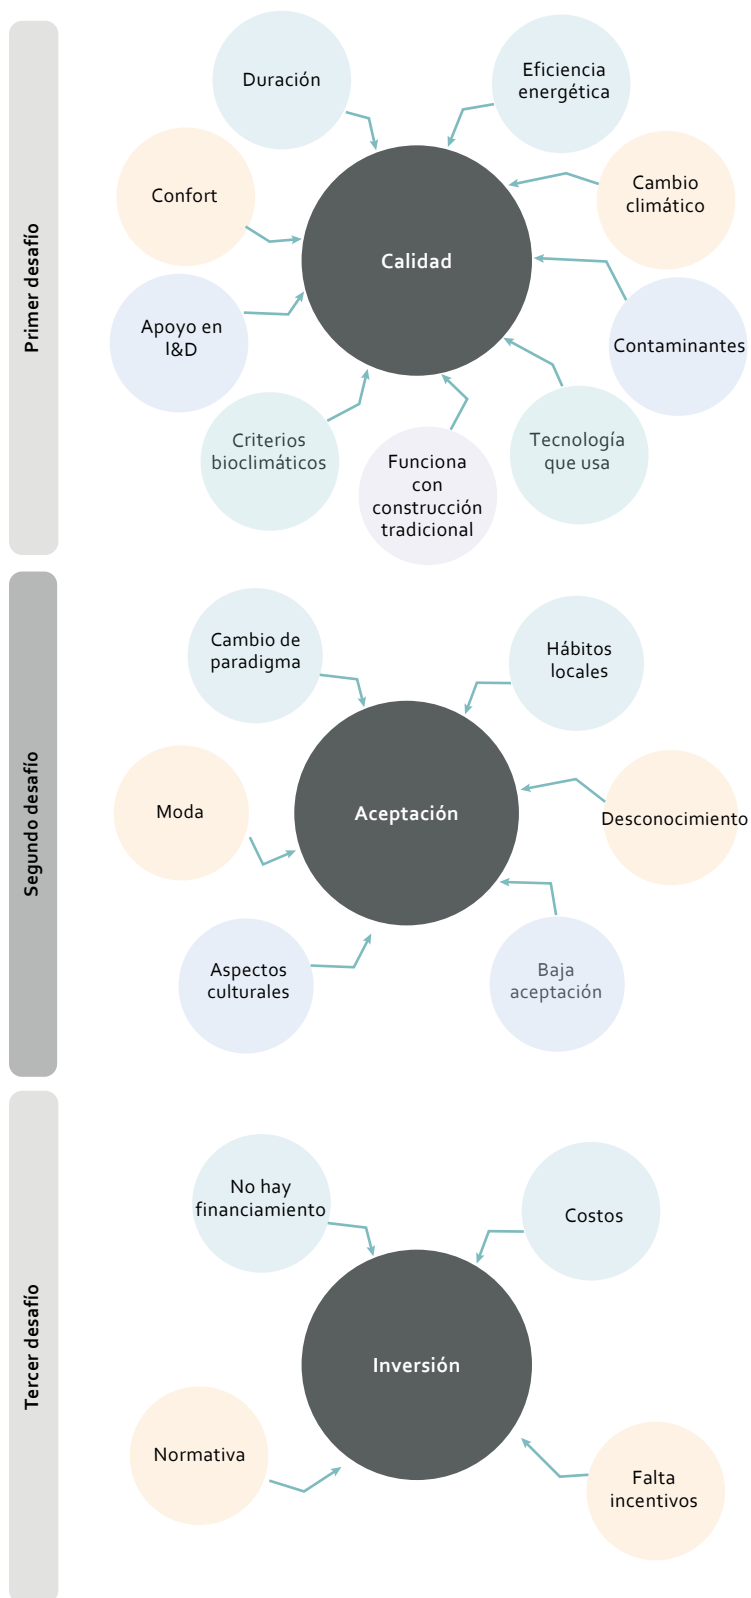 Primer desafío
Duración
Eficiencia
energética
Confort
Cambio
climático
Calidad
Apoyo en
I&D
Contaminantes
Criterios
bioclimáticos
Funciona
con
construcción
tradicional
Tecnología
que usa
Segundo desafío
Cambio de
paradigma
Hábitos
locales
Moda
Aceptación
Desconocimiento
Aspectos
culturales
Baja
aceptación
Tercer desafío
No hay
financiamiento
Costos
Inversión
Normativa
Falta
incentivos